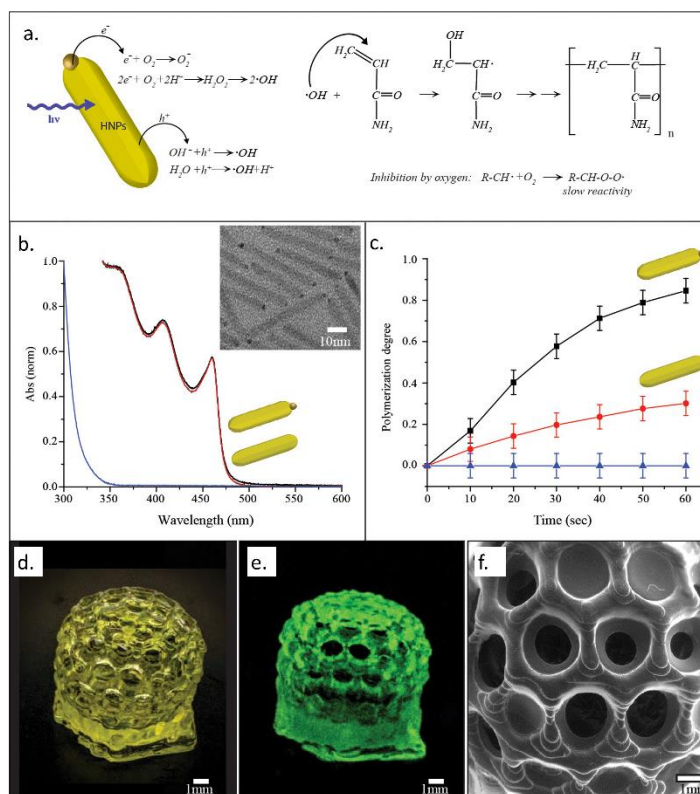 a.
e⁻
e⁻ + O₂ → O₂⁻
2e⁻ + O₂ + 2H⁻ → H₂O₂ → 2·OH
hν
HNPs
h⁺
OH⁻ + h⁺ → ·OH
H₂O + h⁺ → ·OH + H⁺
·OH +
H₂C
CH
C=O
NH₂
OH
H₂C
CH·
C=O
NH₂
H₂C
H
C
C=O
NH₂
n
Inhibition by oxygen: R-CH· + O₂ → R-CH-O-O·
slow reactivity
b.
1.0
0.8
0.6
0.4
0.2
0.0
Abs (norm)
300 350 400 450 500 550 600
Wavelength (nm)
10nm
c.
1.0
0.8
0.6
0.4
0.2
0.0
Polymerization degree
0 10 20 30 40 50 60
Time (sec)
d.
1mm
e.
1mm
f.